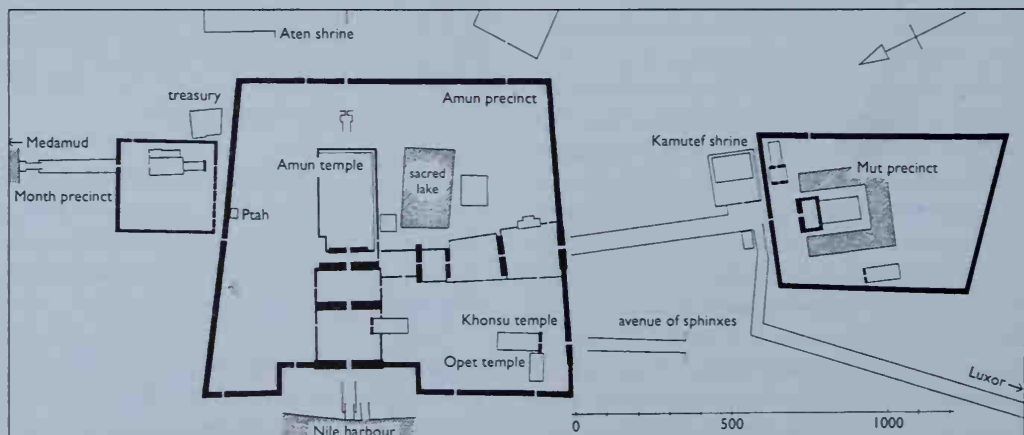 Aten shrine
treasury
Amun precinct
← Medamud
Kamutef shrine
Amun temple
sacred
lake
Mut precinct
Month precinct
Ptah
Khonsu temple
avenue of sphinxes
Opet temple
Luxor →
Nile harbour
0 500 1000